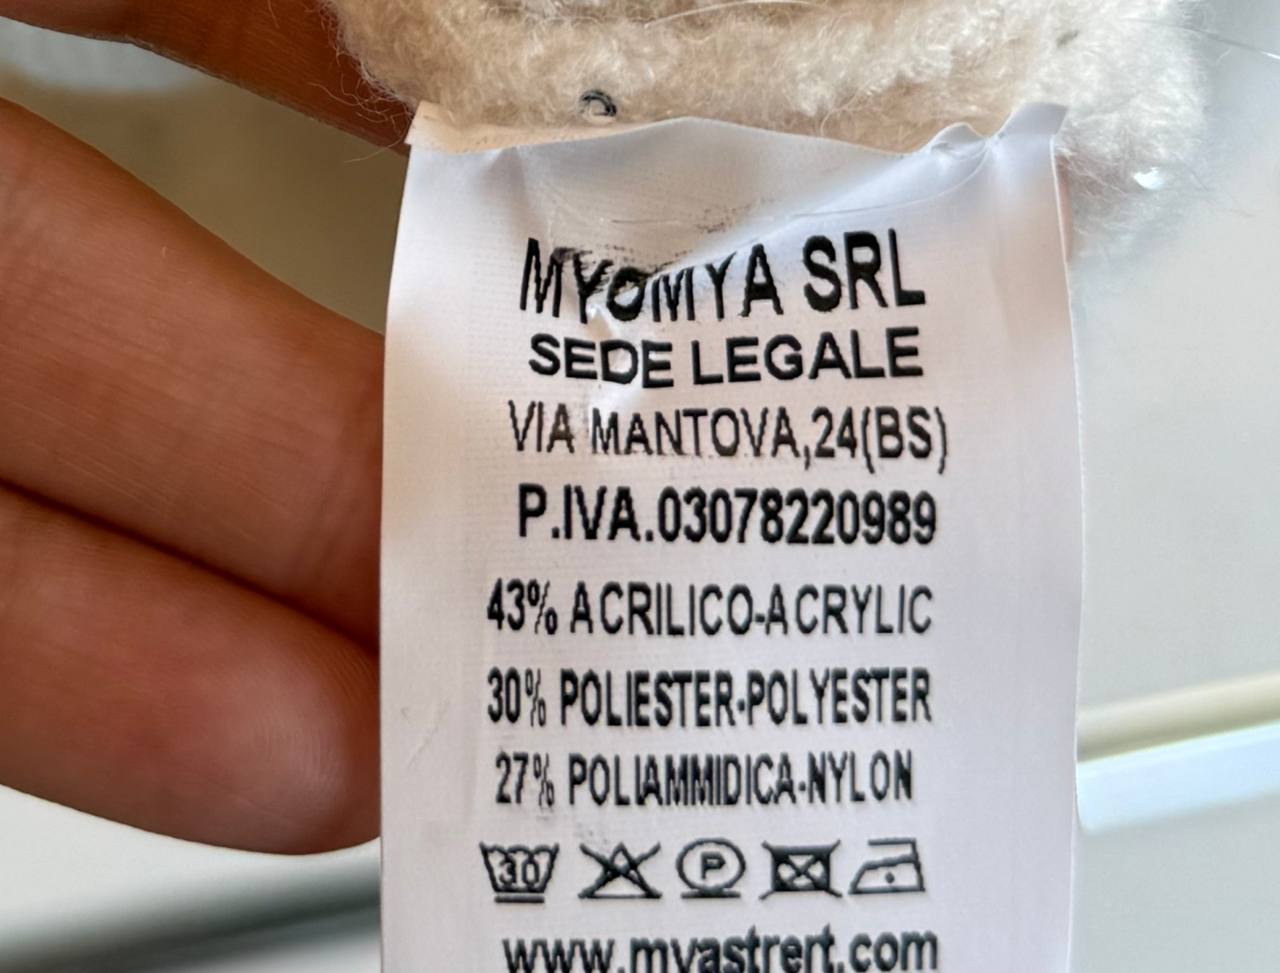 MYOMYA SRL
SEDE LEGALE
VIA MANTOVA,24(BS)
P.IVA.03078220989
43% ACRILICO-ACRYLIC
30% POLIESTER-POLYESTER
27% POLIAMMIDICA-NYLON
30 P
www.myastrert.com